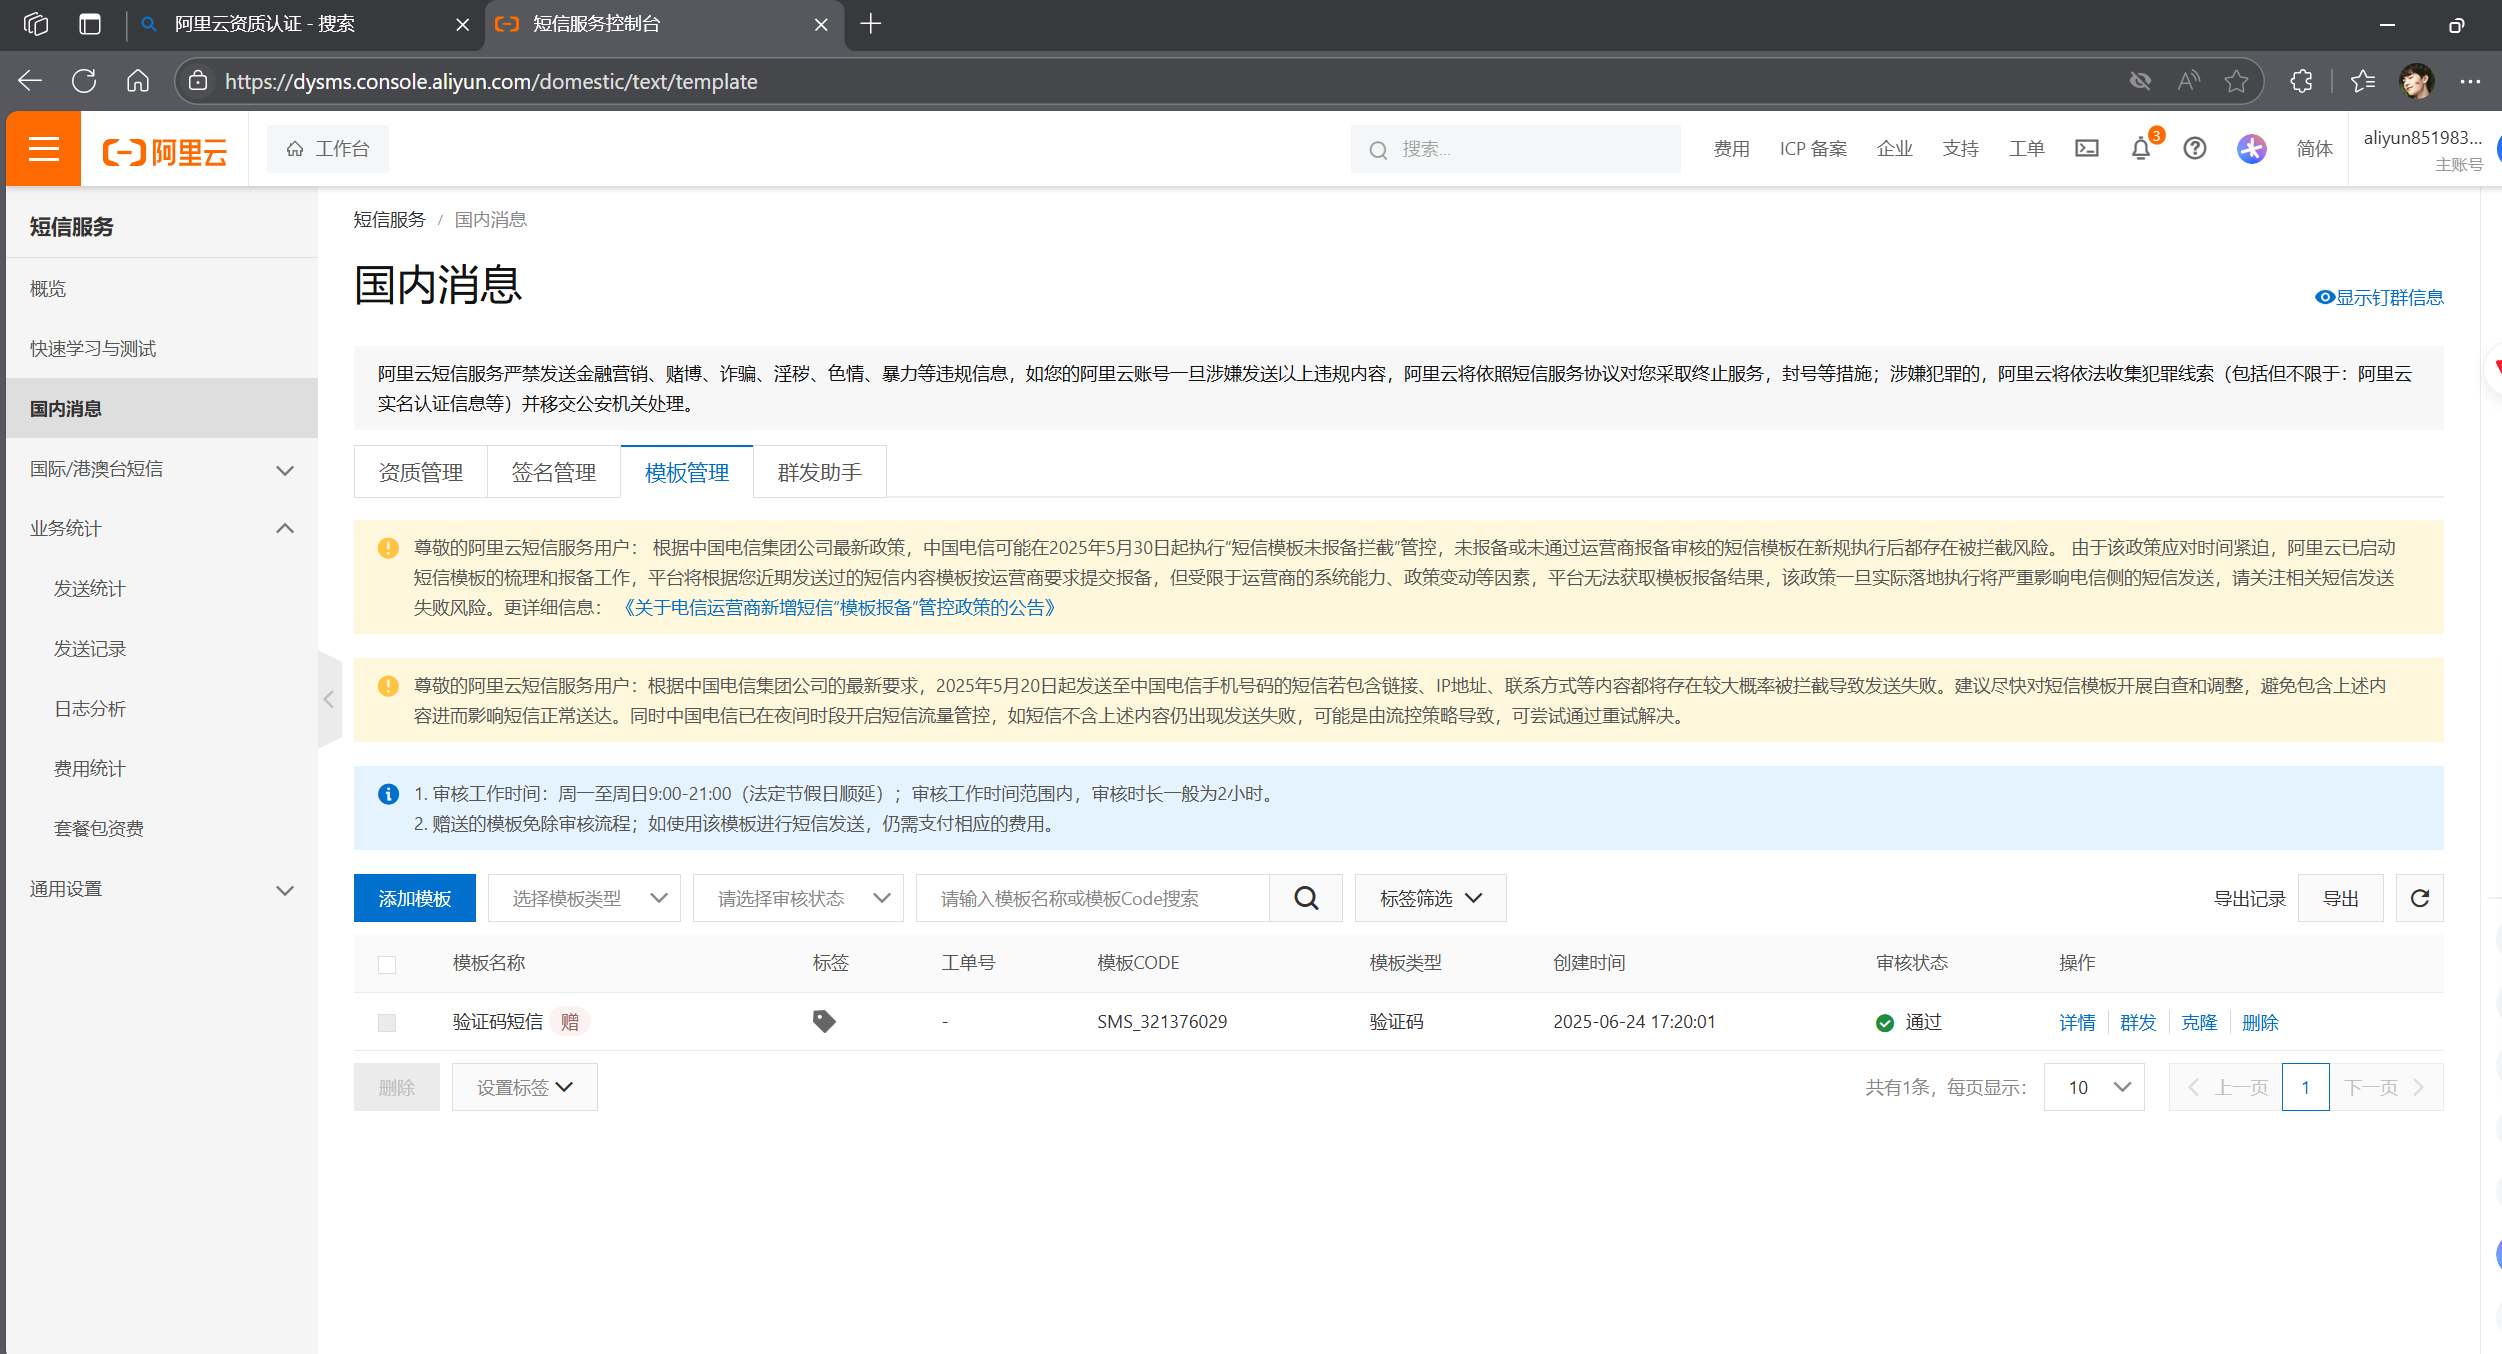 阿里云资质认证 - 搜索
短信服务控制台
https://dysms.console.aliyun.com/domestic/text/template
阿里云
工作台
搜索...
费用
ICP 备案
企业
支持
工单
3
简体
aliyun851983...
主账号
短信服务
概览
快速学习与测试
国内消息
国际/港澳台短信
业务统计
发送统计
发送记录
日志分析
费用统计
套餐包资费
通用设置
短信服务 / 国内消息
国内消息
显示钉群信息
阿里云短信服务严禁发送金融营销、赌博、诈骗、淫秽、色情、暴力等违规信息，如您的阿里云账号一旦涉嫌发送以上违规内容，阿里云将依照短信服务协议对您采取终止服务，封号等措施；涉嫌犯罪的，阿里云将依法收集犯罪线索（包括但不限于：阿里云
实名认证信息等）并移交公安机关处理。
资质管理
签名管理
模板管理
群发助手
尊敬的阿里云短信服务用户： 根据中国电信集团公司最新政策，中国电信可能在2025年5月30日起执行“短信模板未报备拦截”管控，未报备或未通过运营商报备审核的短信模板在新规执行后都存在被拦截风险。 由于该政策应对时间紧迫，阿里云已启动
短信模板的梳理和报备工作，平台将根据您近期发送过的短信内容模板按运营商要求提交报备，但受限于运营商的系统能力、政策变动等因素，平台无法获取模板报备结果，该政策一旦实际落地执行将严重影响电信侧的短信发送，请关注相关短信发送
失败风险。更详细信息： 《关于电信运营商新增短信“模板报备”管控政策的公告》
尊敬的阿里云短信服务用户：根据中国电信集团公司的最新要求，2025年5月20日起发送至中国电信手机号码的短信若包含链接、IP地址、联系方式等内容都将存在较大概率被拦截导致发送失败。建议尽快对短信模板开展自查和调整，避免包含上述内
容进而影响短信正常送达。同时中国电信已在夜间时段开启短信流量管控，如短信不含上述内容仍出现发送失败，可能是由流控策略导致，可尝试通过重试解决。
1. 审核工作时间：周一至周日9:00-21:00（法定节假日顺延）；审核工作时间范围内，审核时长一般为2小时。
2. 赠送的模板免除审核流程；如使用该模板进行短信发送，仍需支付相应的费用。
添加模板
选择模板类型
请选择审核状态
请输入模板名称或模板Code搜索
标签筛选
导出记录
导出
模板名称 标签 工单号 模板CODE 模板类型 创建时间 审核状态 操作
验证码短信 赠 - SMS_321376029 验证码 2025-06-24 17:20:01 通过 详情 群发 克隆 删除
删除
设置标签
共有1条，每页显示：
10
上一页
1
下一页